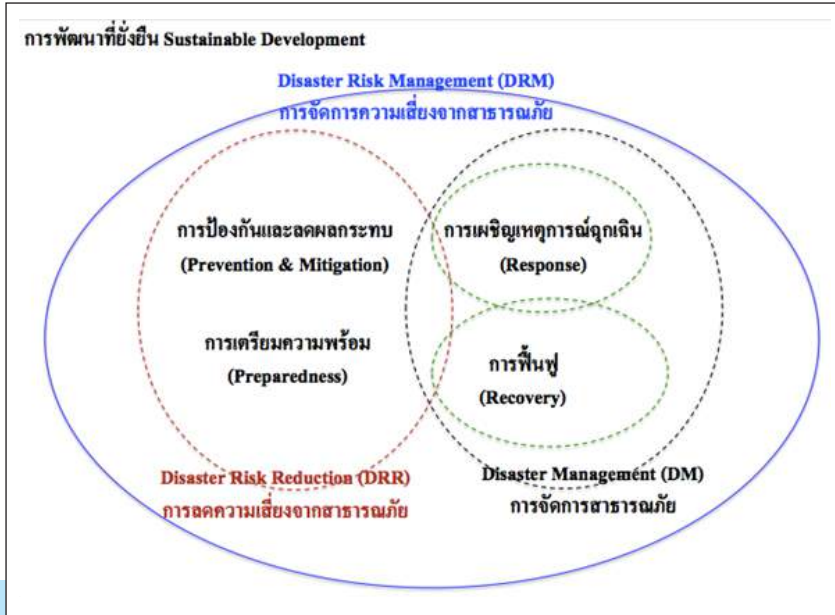 การพัฒนาที่ยั่งยืน Sustainable Development
Disaster Risk Management (DRM)
การจัดการความเสี่ยงจากสาธารณภัย
การป้องกันและลดผลกระทบ
(Prevention & Mitigation)
การเตรียมความพร้อม
(Preparedness)
การเผชิญเหตุการณ์ฉุกเฉิน
(Response)
การฟื้นฟู
(Recovery)
Disaster Risk Reduction (DRR)
การลดความเสี่ยงจากสาธารณภัย
Disaster Management (DM)
การจัดการสาธารณภัย